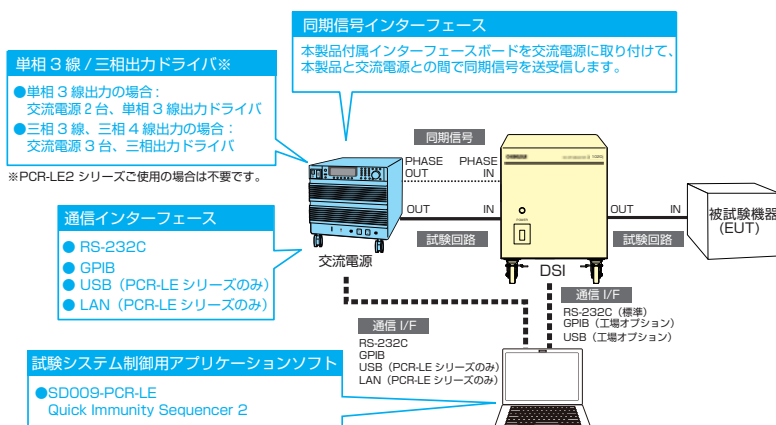 同期信号インターフェース
本製品付属インターフェースボードを交流電源に取り付けて、
本製品と交流電源との間で同期信号を送受信します。
単相 3 線 / 三相出力ドライバ※
●単相 3 線出力の場合：
交流電源 2 台、単相 3 線出力ドライバ
●三相 3 線、三相 4 線出力の場合：
交流電源 3 台、三相出力ドライバ
※PCR-LE2 シリーズご使用の場合は不要です。
同期信号
PHASE OUT
PHASE IN
OUT
IN
試験回路
OUT
IN
試験回路
被試験機器
(EUT)
交流電源
DSI
通信インターフェース
● RS-232C
● GPIB
● USB（PCR-LE シリーズのみ）
● LAN（PCR-LE シリーズのみ）
通信 I/F
RS-232C（標準）
GPIB（工場オプション）
USB（工場オプション）
通信 I/F
RS-232C
GPIB
USB（PCR-LE シリーズのみ）
LAN（PCR-LE シリーズのみ）
試験システム制御用アプリケーションソフト
●SD009-PCR-LE
Quick Immunity Sequencer 2